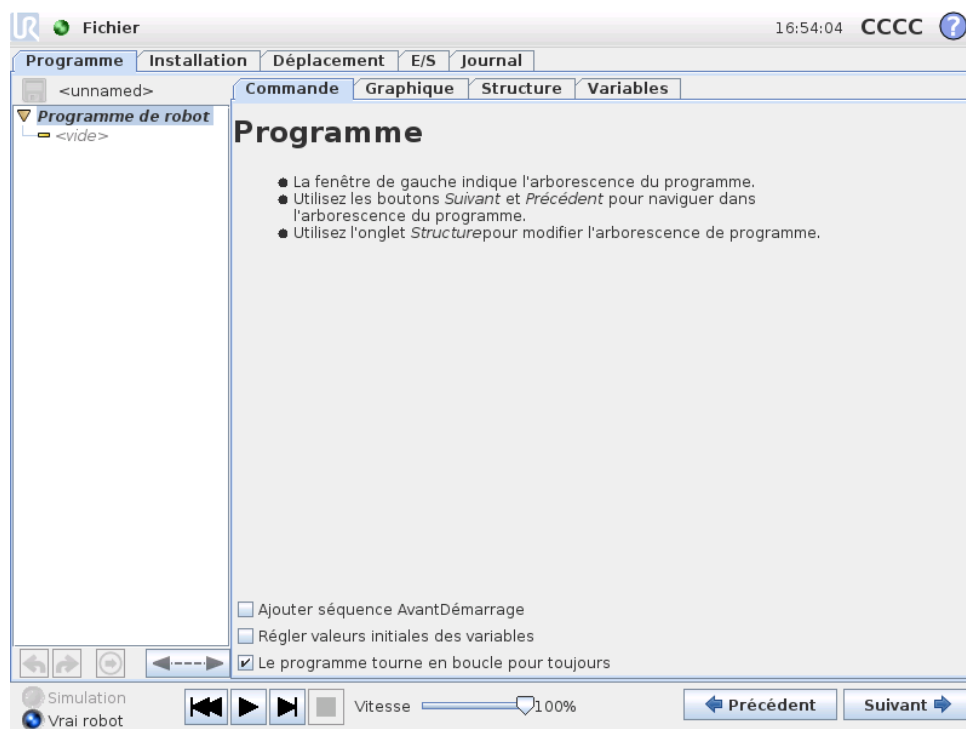 UR Fichier 16:54:04 CCCC ?
Programme Installation Déplacement E/S Journal
<unnamed>
Commande Graphique Structure Variables
Programme de robot
<vide>
Programme
La fenêtre de gauche indique l'arborescence du programme.
Utilisez les boutons Suivant et Précédent pour naviguer dans
l'arborescence du programme.
Utilisez l'onglet Structurepour modifier l'arborescence de programme.
Ajouter séquence AvantDémarrage
Régler valeurs initiales des variables
Le programme tourne en boucle pour toujours
Simulation
Vrai robot
Vitesse 100%
Précédent
Suivant